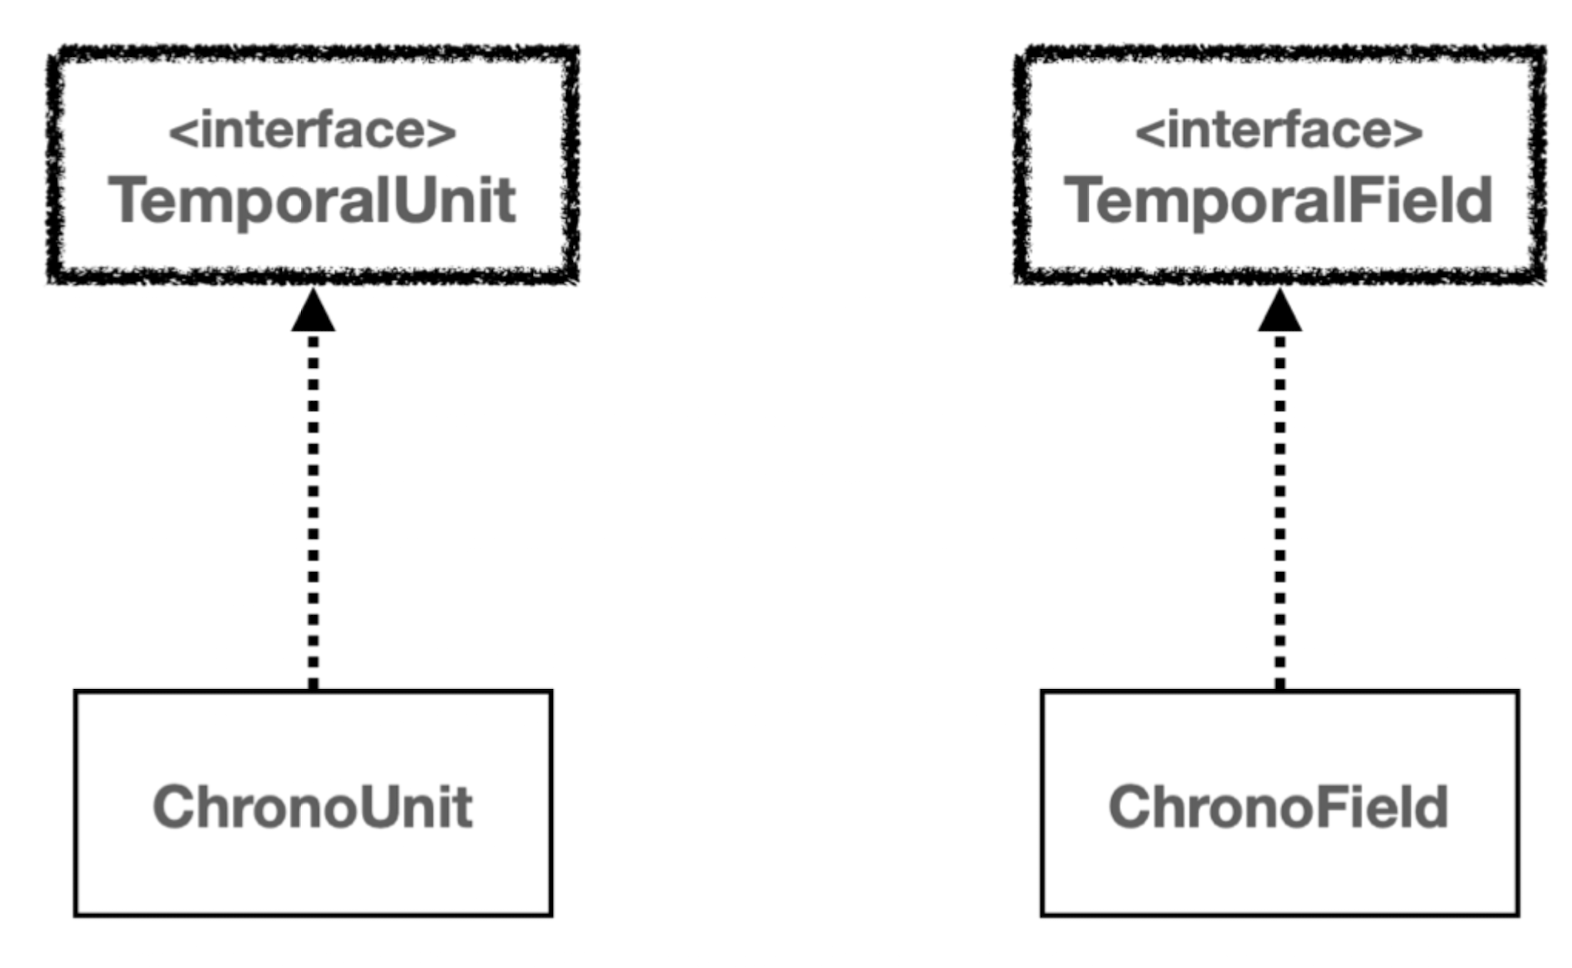 <interface>
TemporalUnit
<interface>
TemporalField
ChronoUnit
ChronoField